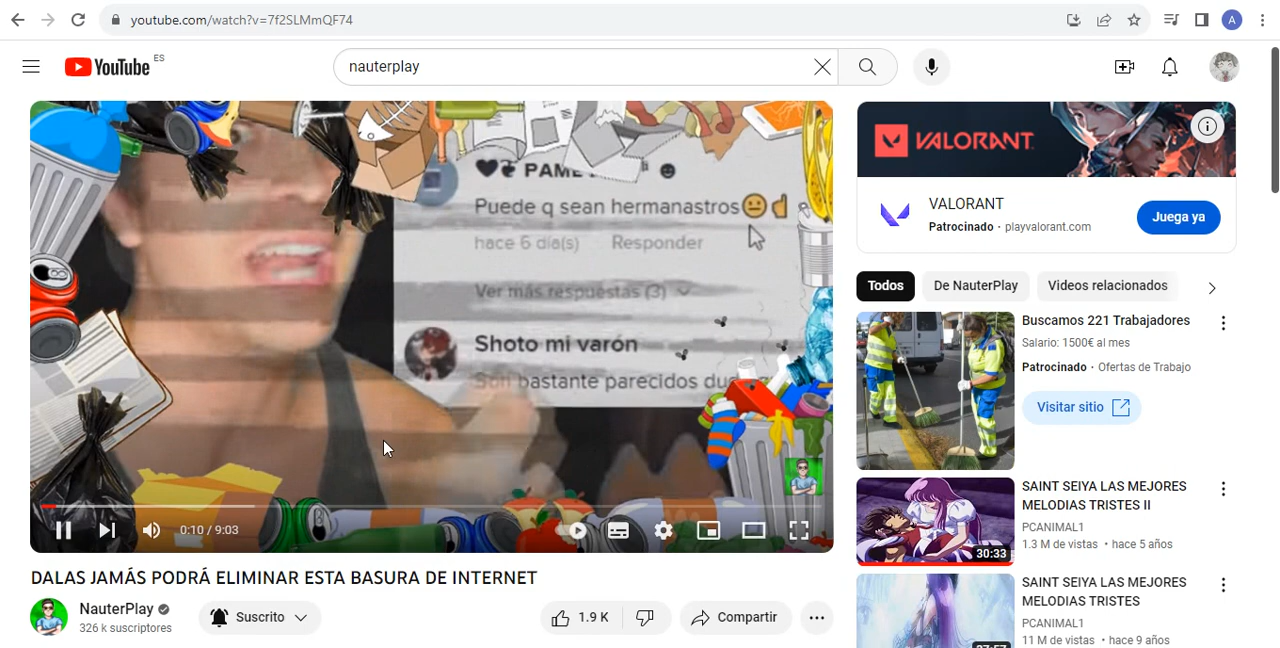 youtube.com/watch?v=7f2SLMmQF74
A
YouTube ES
nauterplay
PAME
Puede q sean hermanastros😐☝
hace 6 día(s) Responder
Ver más respuestas (3)
Shoto mi varón
Son bastante parecidos
0:10 / 9:03
DALAS JAMÁS PODRÁ ELIMINAR ESTA BASURA DE INTERNET
NauterPlay
326 k suscriptores
Suscrito
1.9 K
Compartir
VALORANT
VALORANT
Patrocinado · playvalorant.com
Juega ya
Todos
De NauterPlay
Videos relacionados
Buscamos 221 Trabajadores
Salario: 1500€ al mes
Patrocinado · Ofertas de Trabajo
Visitar sitio
30:33
SAINT SEIYA LAS MEJORES
MELODIAS TRISTES II
PCANIMAL1
1.3 M de vistas • hace 5 años
SAINT SEIYA LAS MEJORES
MELODIAS TRISTES
PCANIMAL1
11 M de vistas • hace 9 años